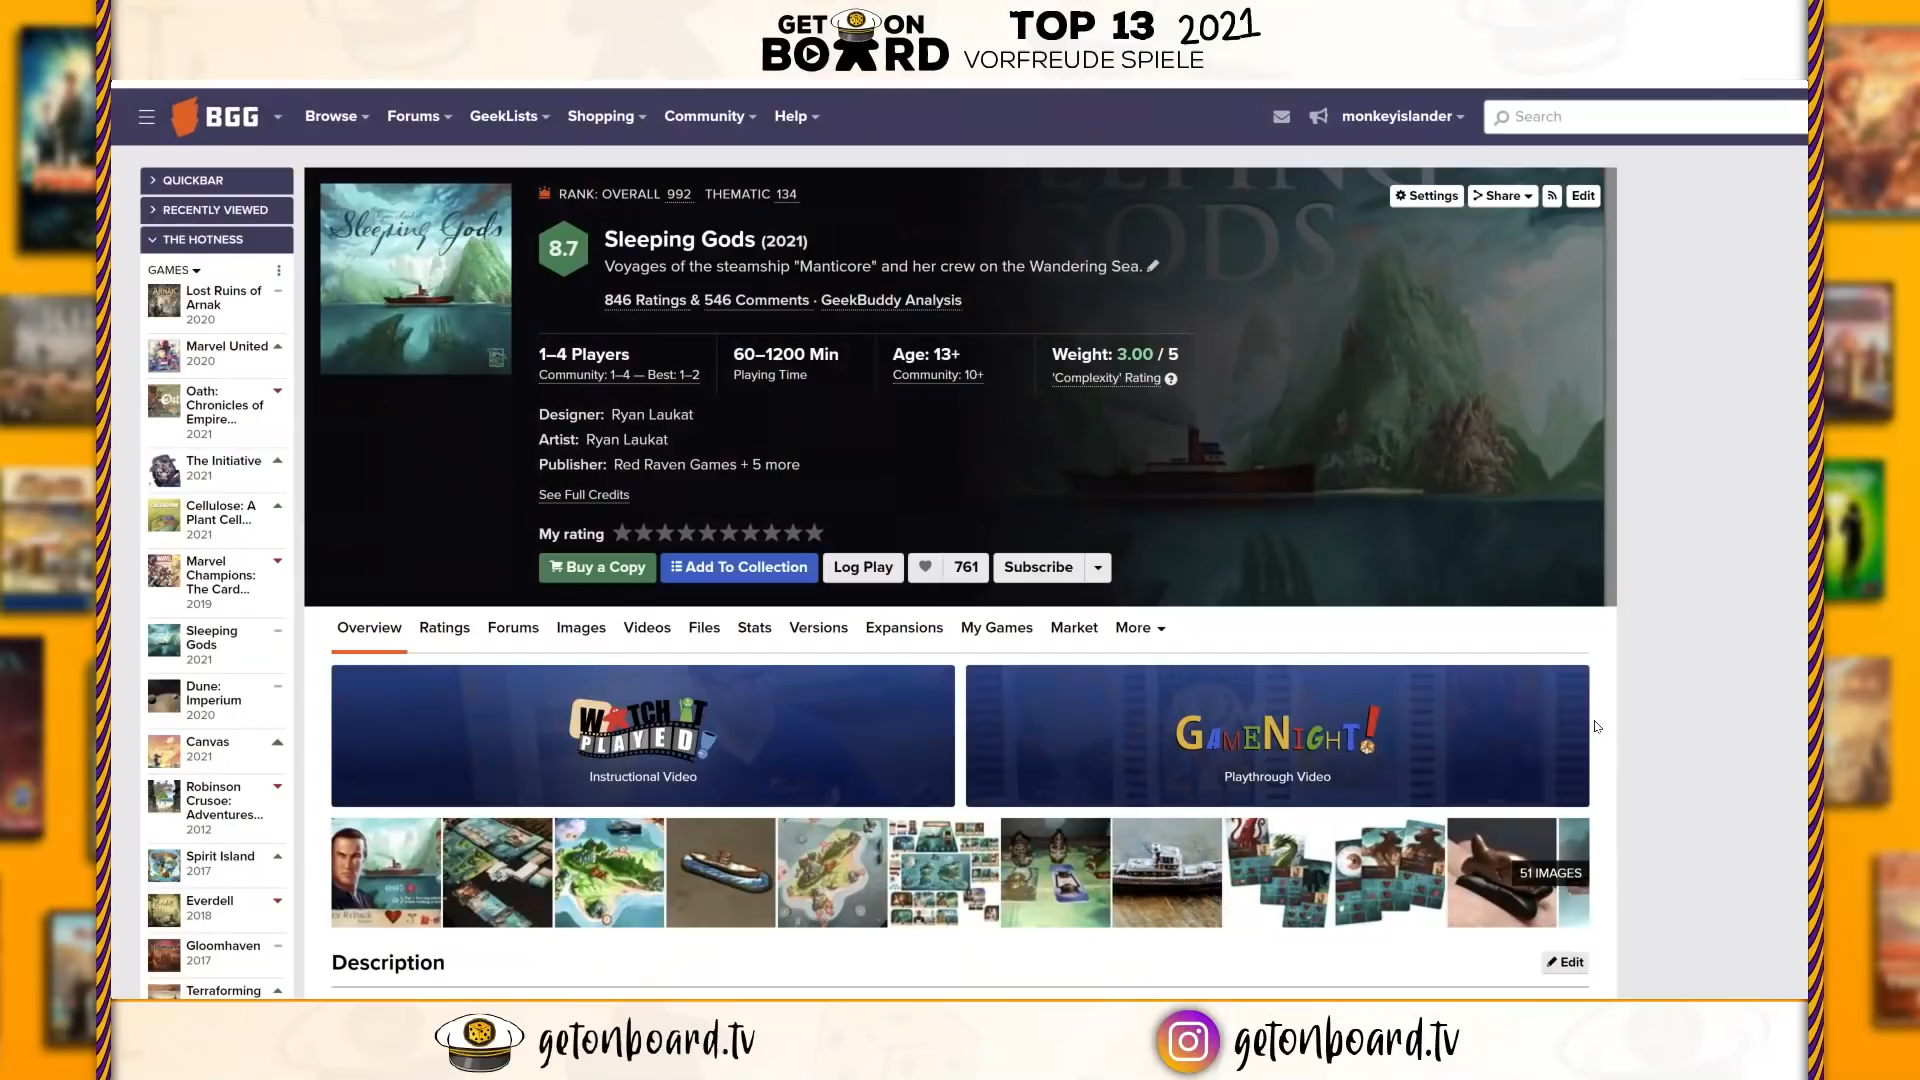 GET ON BOARD
TOP 13 2021
VORFREUDE SPIELE
BGG
Browse
Forums
GeekLists
Shopping
Community
Help
monkeyislander
Search
QUICKBAR
RECENTLY VIEWED
THE HOTNESS
GAMES
Lost Ruins of
Arnak
2020
Marvel United
2020
Oath:
Chronicles of
Empire...
2021
The Initiative
2021
Cellulose: A
Plant Cell...
2021
Marvel
Champions:
The Card...
2019
Sleeping
Gods
2021
Dune:
Imperium
2020
Canvas
2021
Robinson
Crusoe:
Adventures...
2012
Spirit Island
2017
Everdell
2018
Gloomhaven
2017
Terraforming
Sleeping Gods
RANK: OVERALL 992 THEMATIC 134
Settings
Share
Edit
GODS
8.7
Sleeping Gods (2021)
Voyages of the steamship "Manticore" and her crew on the Wandering Sea.
846 Ratings & 546 Comments · GeekBuddy Analysis
1–4 Players
Community: 1–4 — Best: 1–2
60–1200 Min
Playing Time
Age: 13+
Community: 10+
Weight: 3.00 / 5
'Complexity' Rating
Designer: Ryan Laukat
Artist: Ryan Laukat
Publisher: Red Raven Games + 5 more
See Full Credits
My rating
Buy a Copy
Add To Collection
Log Play
761
Subscribe
Overview
Ratings
Forums
Images
Videos
Files
Stats
Versions
Expansions
My Games
Market
More
WATCH IT
PLAYED
Instructional Video
GAMENIGHT!
Playthrough Video
51 IMAGES
Description
Edit
getonboard.tv
getonboard.tv